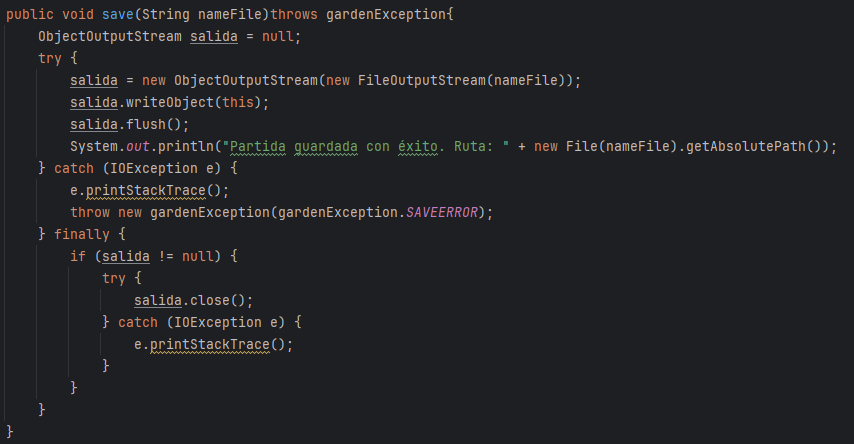 public void save(String nameFile)throws gardenException{
    ObjectOutputStream salida = null;
    try {
        salida = new ObjectOutputStream(new FileOutputStream(nameFile));
        salida.writeObject(this);
        salida.flush();
        System.out.println("Partida guardada con éxito. Ruta: " + new File(nameFile).getAbsolutePath());
    } catch (IOException e) {
        e.printStackTrace();
        throw new gardenException(gardenException.SAVEERROR);
    } finally {
        if (salida != null) {
            try {
                salida.close();
            } catch (IOException e) {
                e.printStackTrace();
            }
        }
    }
}